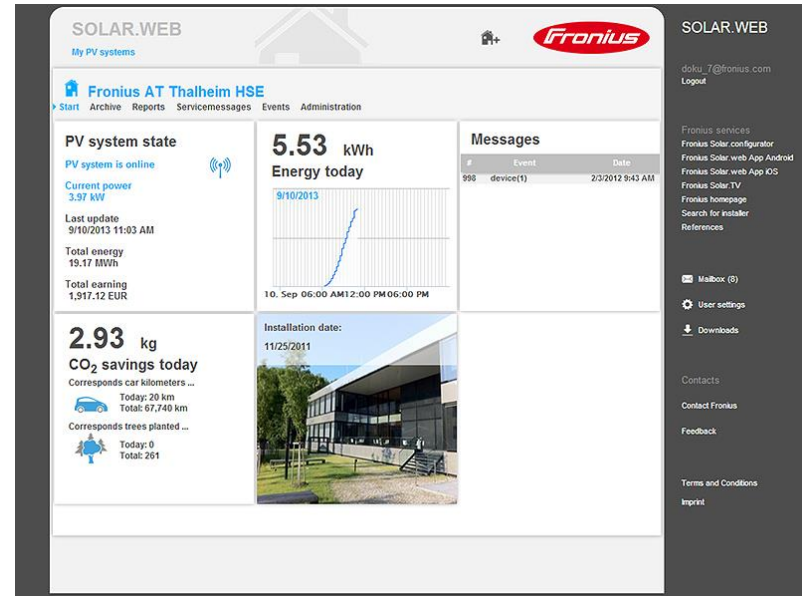 SOLAR.WEB
My PV systems
Fronius
Fronius AT Thalheim HSE
Start Archive Reports Servicemessages Events Administration
PV system state
PV system is online
Current power
3.97 kW
Last update
9/10/2013 11:03 AM
Total energy
19.17 MWh
Total earning
1,917.12 EUR
5.53 kWh
Energy today
9/10/2013
10. Sep 06:00 AM12:00 PM06:00 PM
Messages
# Event Date
998 device(1) 2/3/2012 9:43 AM
2.93 kg
CO2 savings today
Corresponds car kilometers ...
Today: 20 km
Total: 67,740 km
Corresponds trees planted ...
Today: 0
Total: 261
Installation date:
11/25/2011
SOLAR.WEB
doku_7@fronius.com
Logout
Fronius services
Fronius Solar.configurator
Fronius Solar.web App Android
Fronius Solar.web App iOS
Fronius Solar.TV
Fronius homepage
Search for installer
References
Mailbox (8)
User settings
Downloads
Contacts
Contact Fronius
Feedback
Terms and Conditions
Imprint